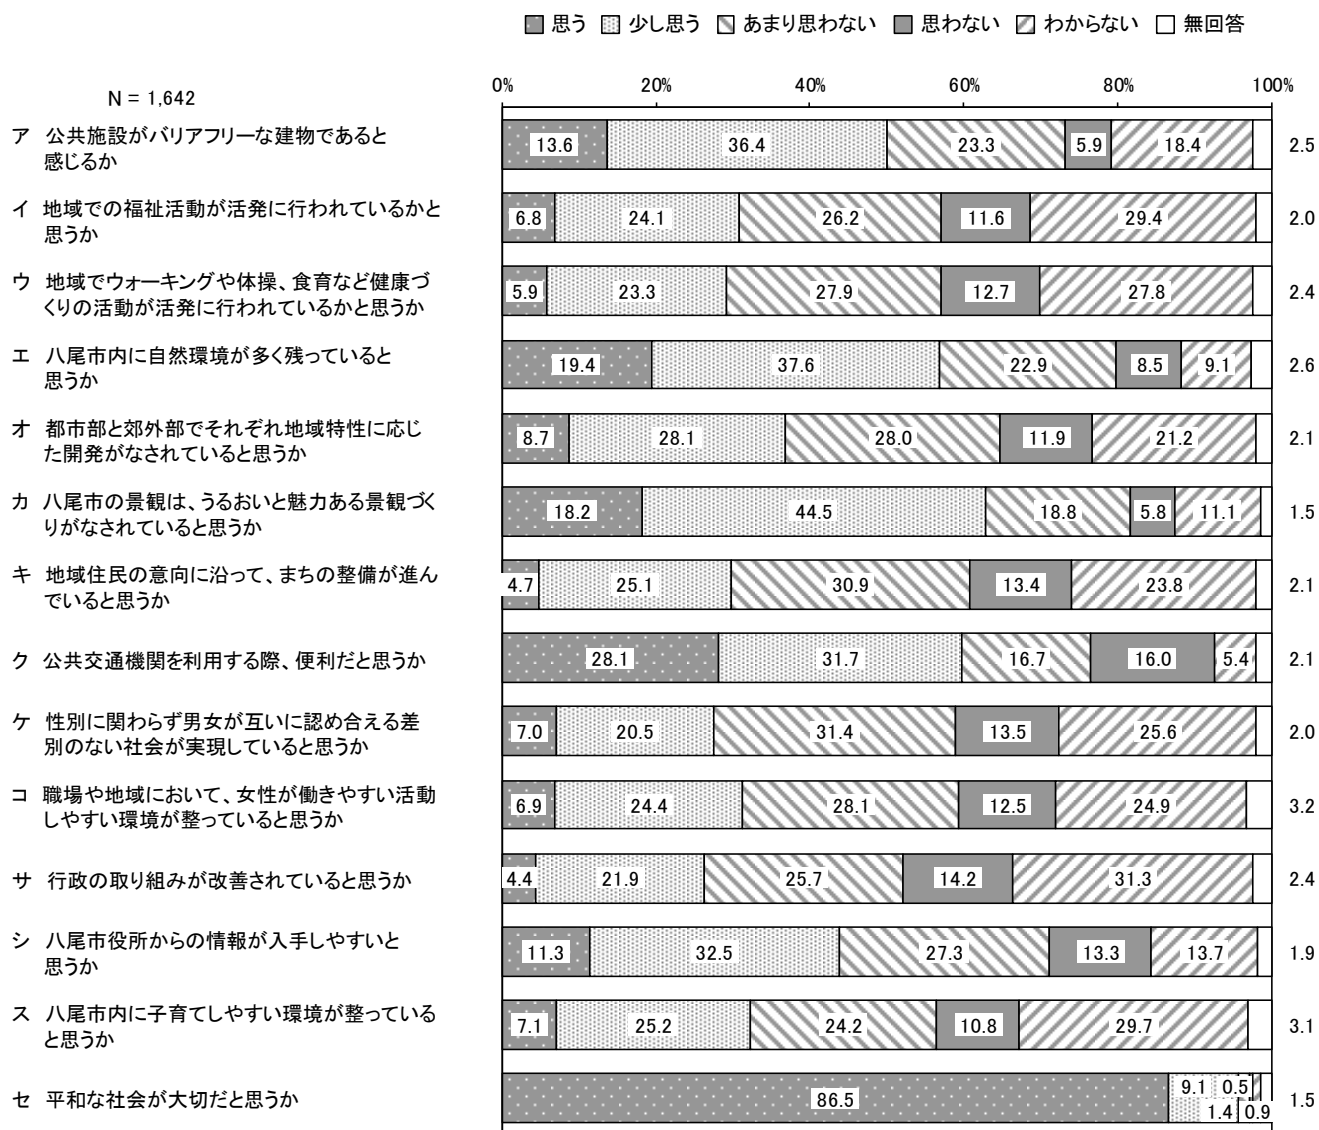 思う 少し思う あまり思わない 思わない わからない 無回答
0% 20% 40% 60% 80% 100%
N = 1,642
ア 公共施設がバリアフリーな建物であると
感じるか
13.6 36.4 23.3 5.9 18.4 2.5
イ 地域での福祉活動が活発に行われているかと
思うか
6.8 24.1 26.2 11.6 29.4 2.0
ウ 地域でウォーキングや体操、食育など健康づ
くりの活動が活発に行われているかと思うか
5.9 23.3 27.9 12.7 27.8 2.4
エ 八尾市内に自然環境が多く残っていると
思うか
19.4 37.6 22.9 8.5 9.1 2.6
オ 都市部と郊外部でそれぞれ地域特性に応じ
た開発がなされていると思うか
8.7 28.1 28.0 11.9 21.2 2.1
カ 八尾市の景観は、うるおいと魅力ある景観づく
りがなされていると思うか
18.2 44.5 18.8 5.8 11.1 1.5
キ 地域住民の意向に沿って、まちの整備が進ん
でいると思うか
4.7 25.1 30.9 13.4 23.8 2.1
ク 公共交通機関を利用する際、便利だと思うか
28.1 31.7 16.7 16.0 5.4 2.1
ケ 性別に関わらず男女が互いに認め合える差
別のない社会が実現していると思うか
7.0 20.5 31.4 13.5 25.6 2.0
コ 職場や地域において、女性が働きやすい活動
しやすい環境が整っていると思うか
6.9 24.4 28.1 12.5 24.9 3.2
サ 行政の取り組みが改善されていると思うか
4.4 21.9 25.7 14.2 31.3 2.4
シ 八尾市役所からの情報が入手しやすいと
思うか
11.3 32.5 27.3 13.3 13.7 1.9
ス 八尾市内に子育てしやすい環境が整っている
と思うか
7.1 25.2 24.2 10.8 29.7 3.1
セ 平和な社会が大切だと思うか
86.5 9.1 1.4 0.5 0.9 1.5